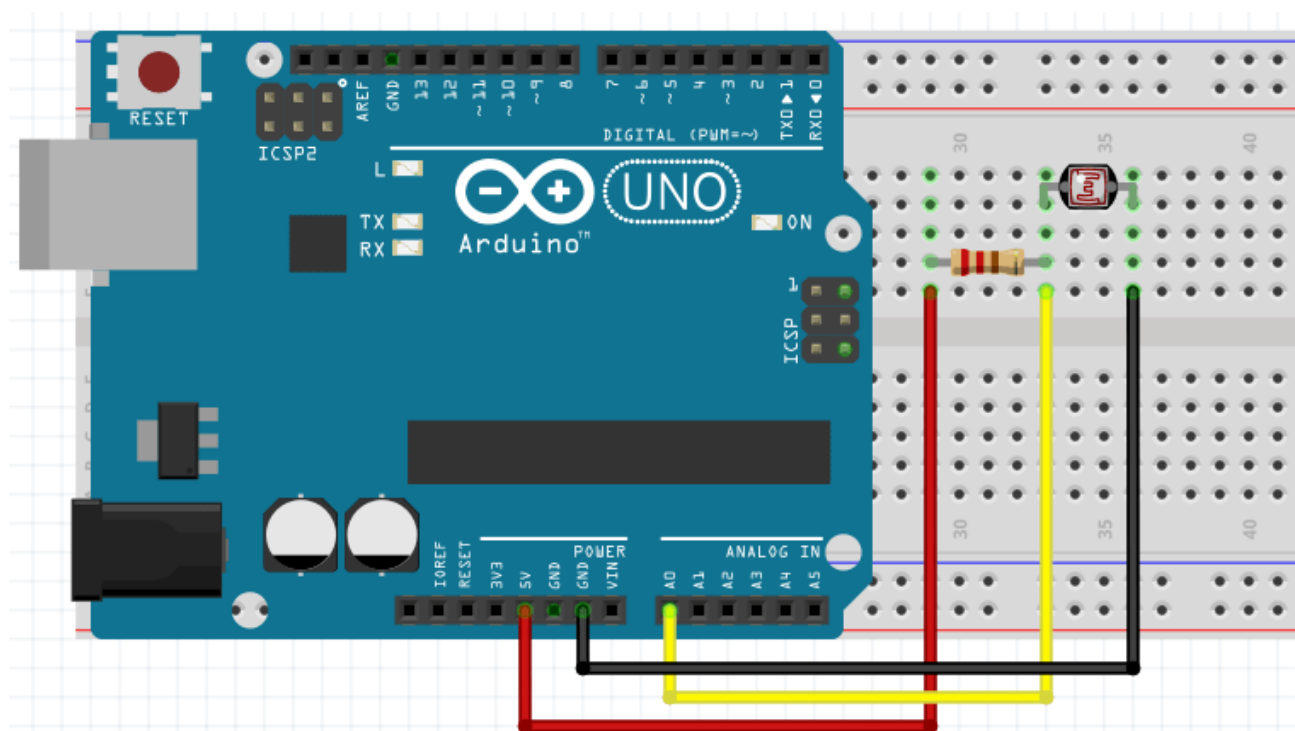 RESET
ICSP2
AREF
GND
13
12
~11
~10
~9
8
7
~6
~5
4
~3
2
TX0▶1
RX0◀0
DIGITAL (PWM=~)
L
TX
RX
Arduino™
UNO
ON
1
ICSP
30
35
40
30
35
40
POWER
ANALOG IN
IOREF
RESET
3V3
5V
GND
GND
VIN
A0
A1
A2
A3
A4
A5